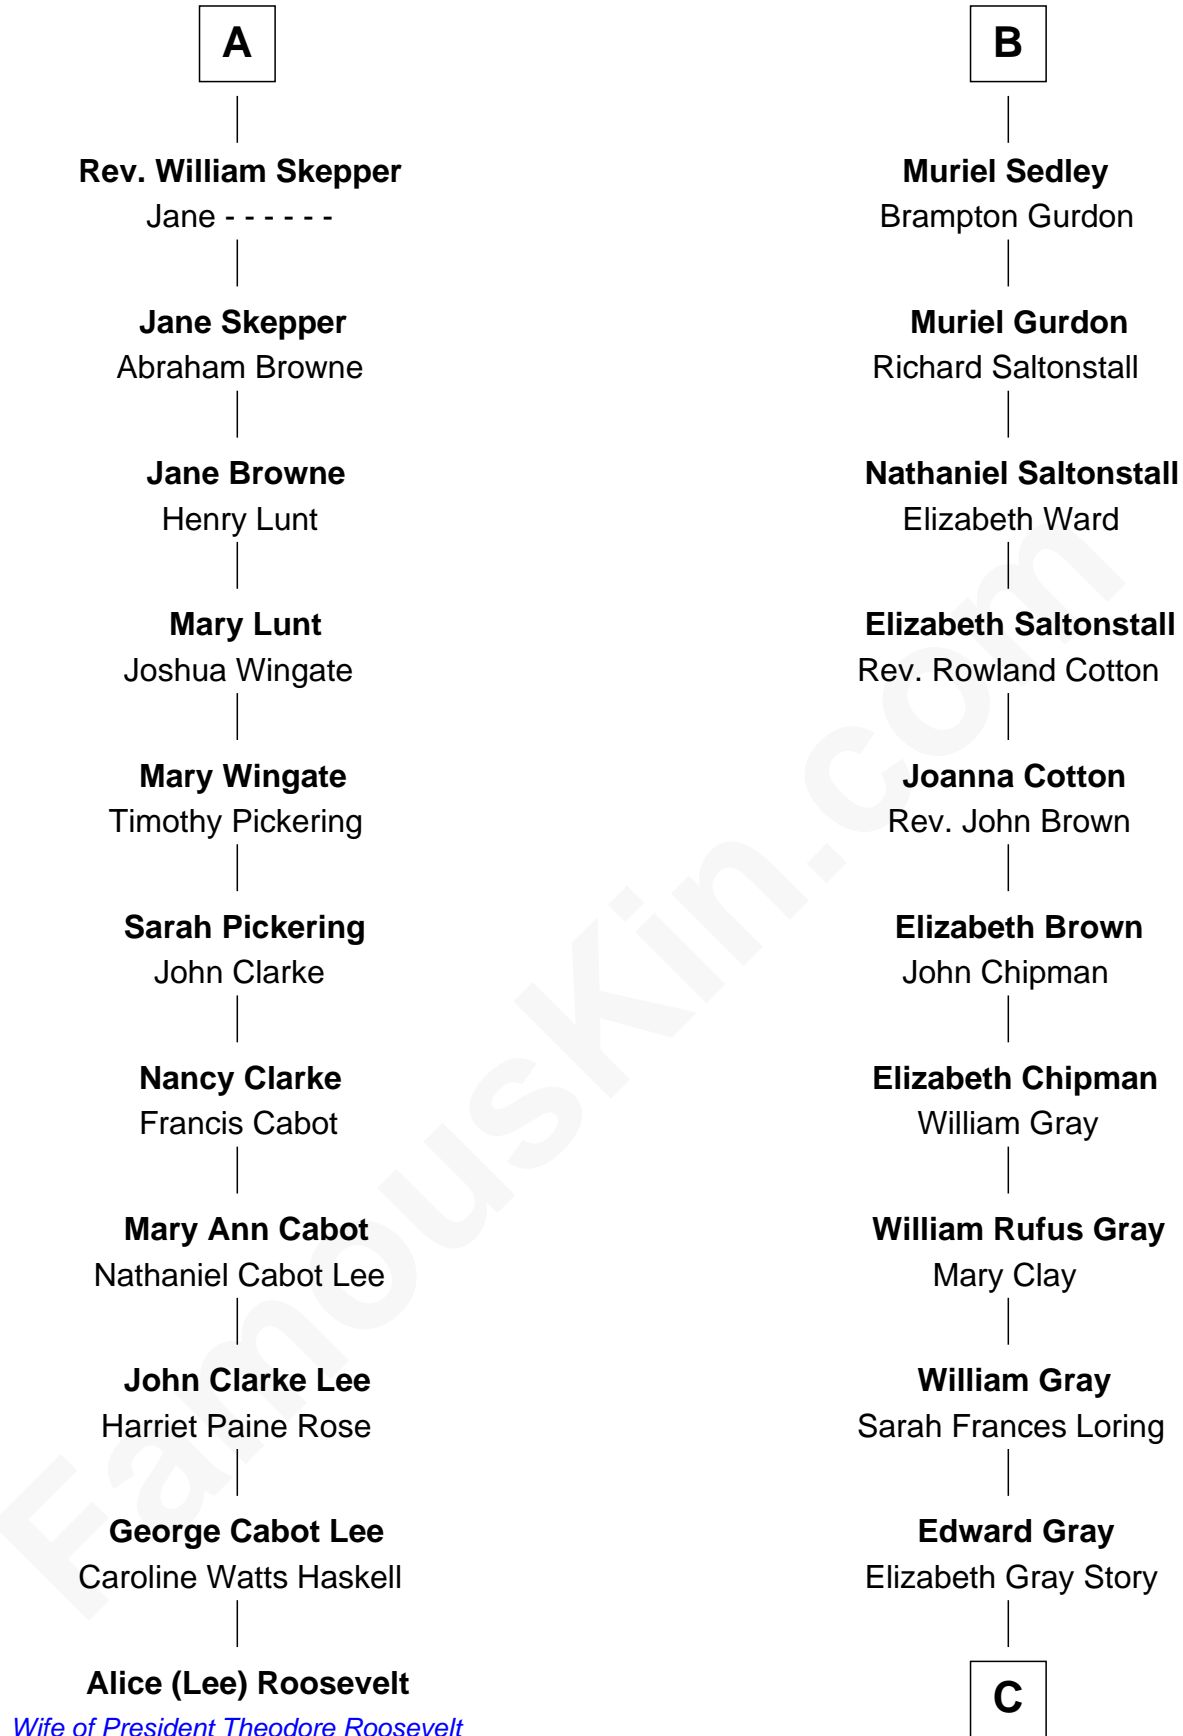 A
Rev. William Skepper
Jane - - - - - -
Jane Skepper
Abraham Browne
Jane Browne
Henry Lunt
Mary Lunt
Joshua Wingate
Mary Wingate
Timothy Pickering
Sarah Pickering
John Clarke
Nancy Clarke
Francis Cabot
Mary Ann Cabot
Nathaniel Cabot Lee
John Clarke Lee
Harriet Paine Rose
George Cabot Lee
Caroline Watts Haskell
Alice (Lee) Roosevelt
Wife of President Theodore Roosevelt
B
Muriel Sedley
Brampton Gurdon
Muriel Gurdon
Richard Saltonstall
Nathaniel Saltonstall
Elizabeth Ward
Elizabeth Saltonstall
Rev. Rowland Cotton
Joanna Cotton
Rev. John Brown
Elizabeth Brown
John Chipman
Elizabeth Chipman
William Gray
William Rufus Gray
Mary Clay
William Gray
Sarah Frances Loring
Edward Gray
Elizabeth Gray Story
C
FamousKin.com